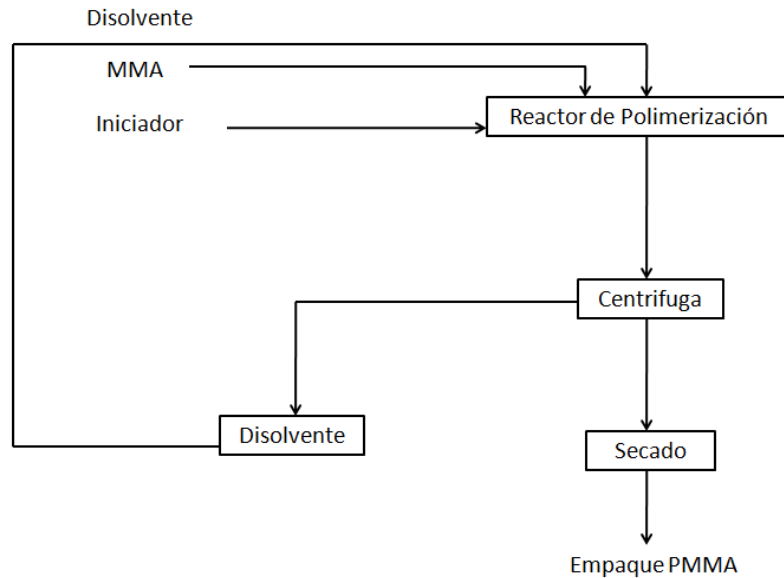 Disolvente
MMA
Iniciador
Reactor de Polimerización
Centrifuga
Disolvente
Secado
Empaque PMMA